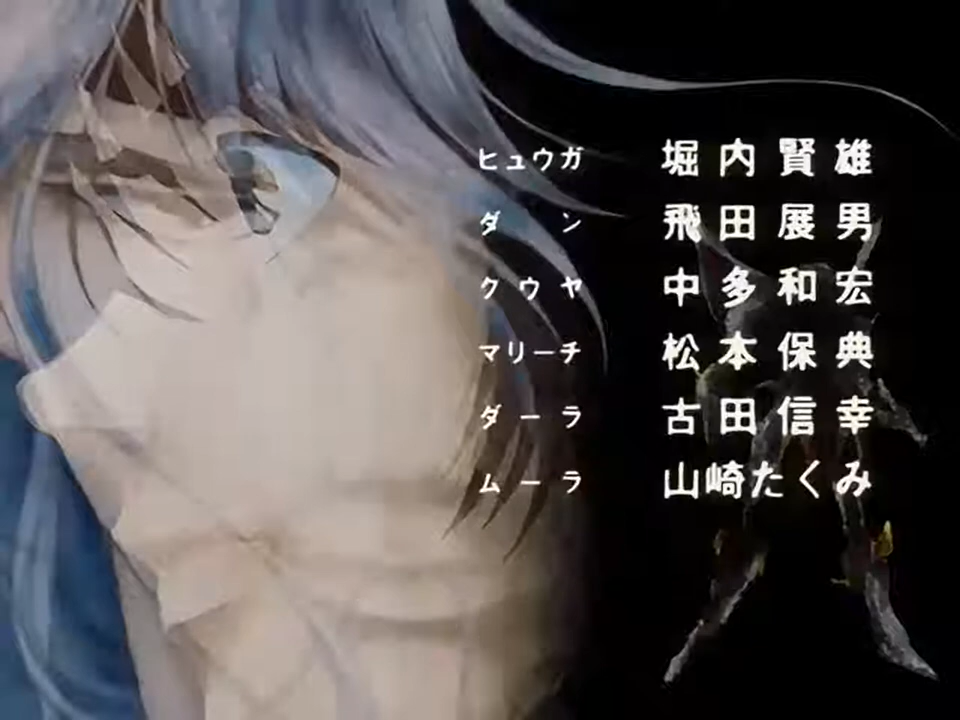 ヒュウガ 堀内賢雄
ダン 飛田展男
クウヤ 中多和宏
マリーチ 松本保典
ダーラ 古田信幸
ムーラ 山崎たくみ